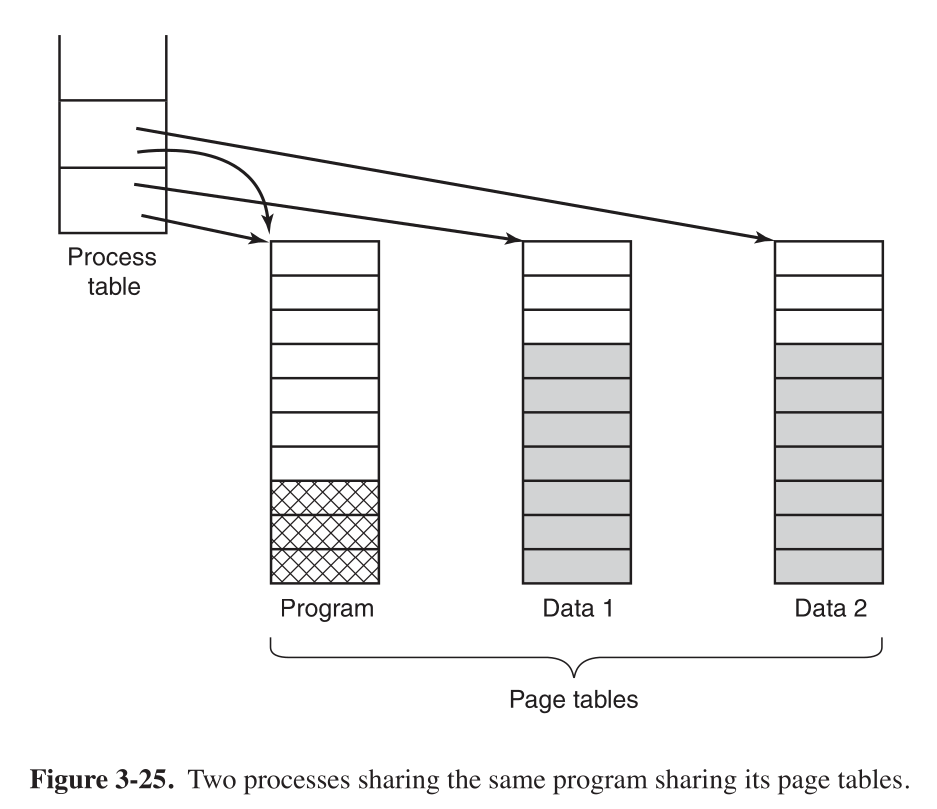 Process
table
Program
Data 1
Data 2
Page tables
Figure 3-25. Two processes sharing the same program sharing its page tables.